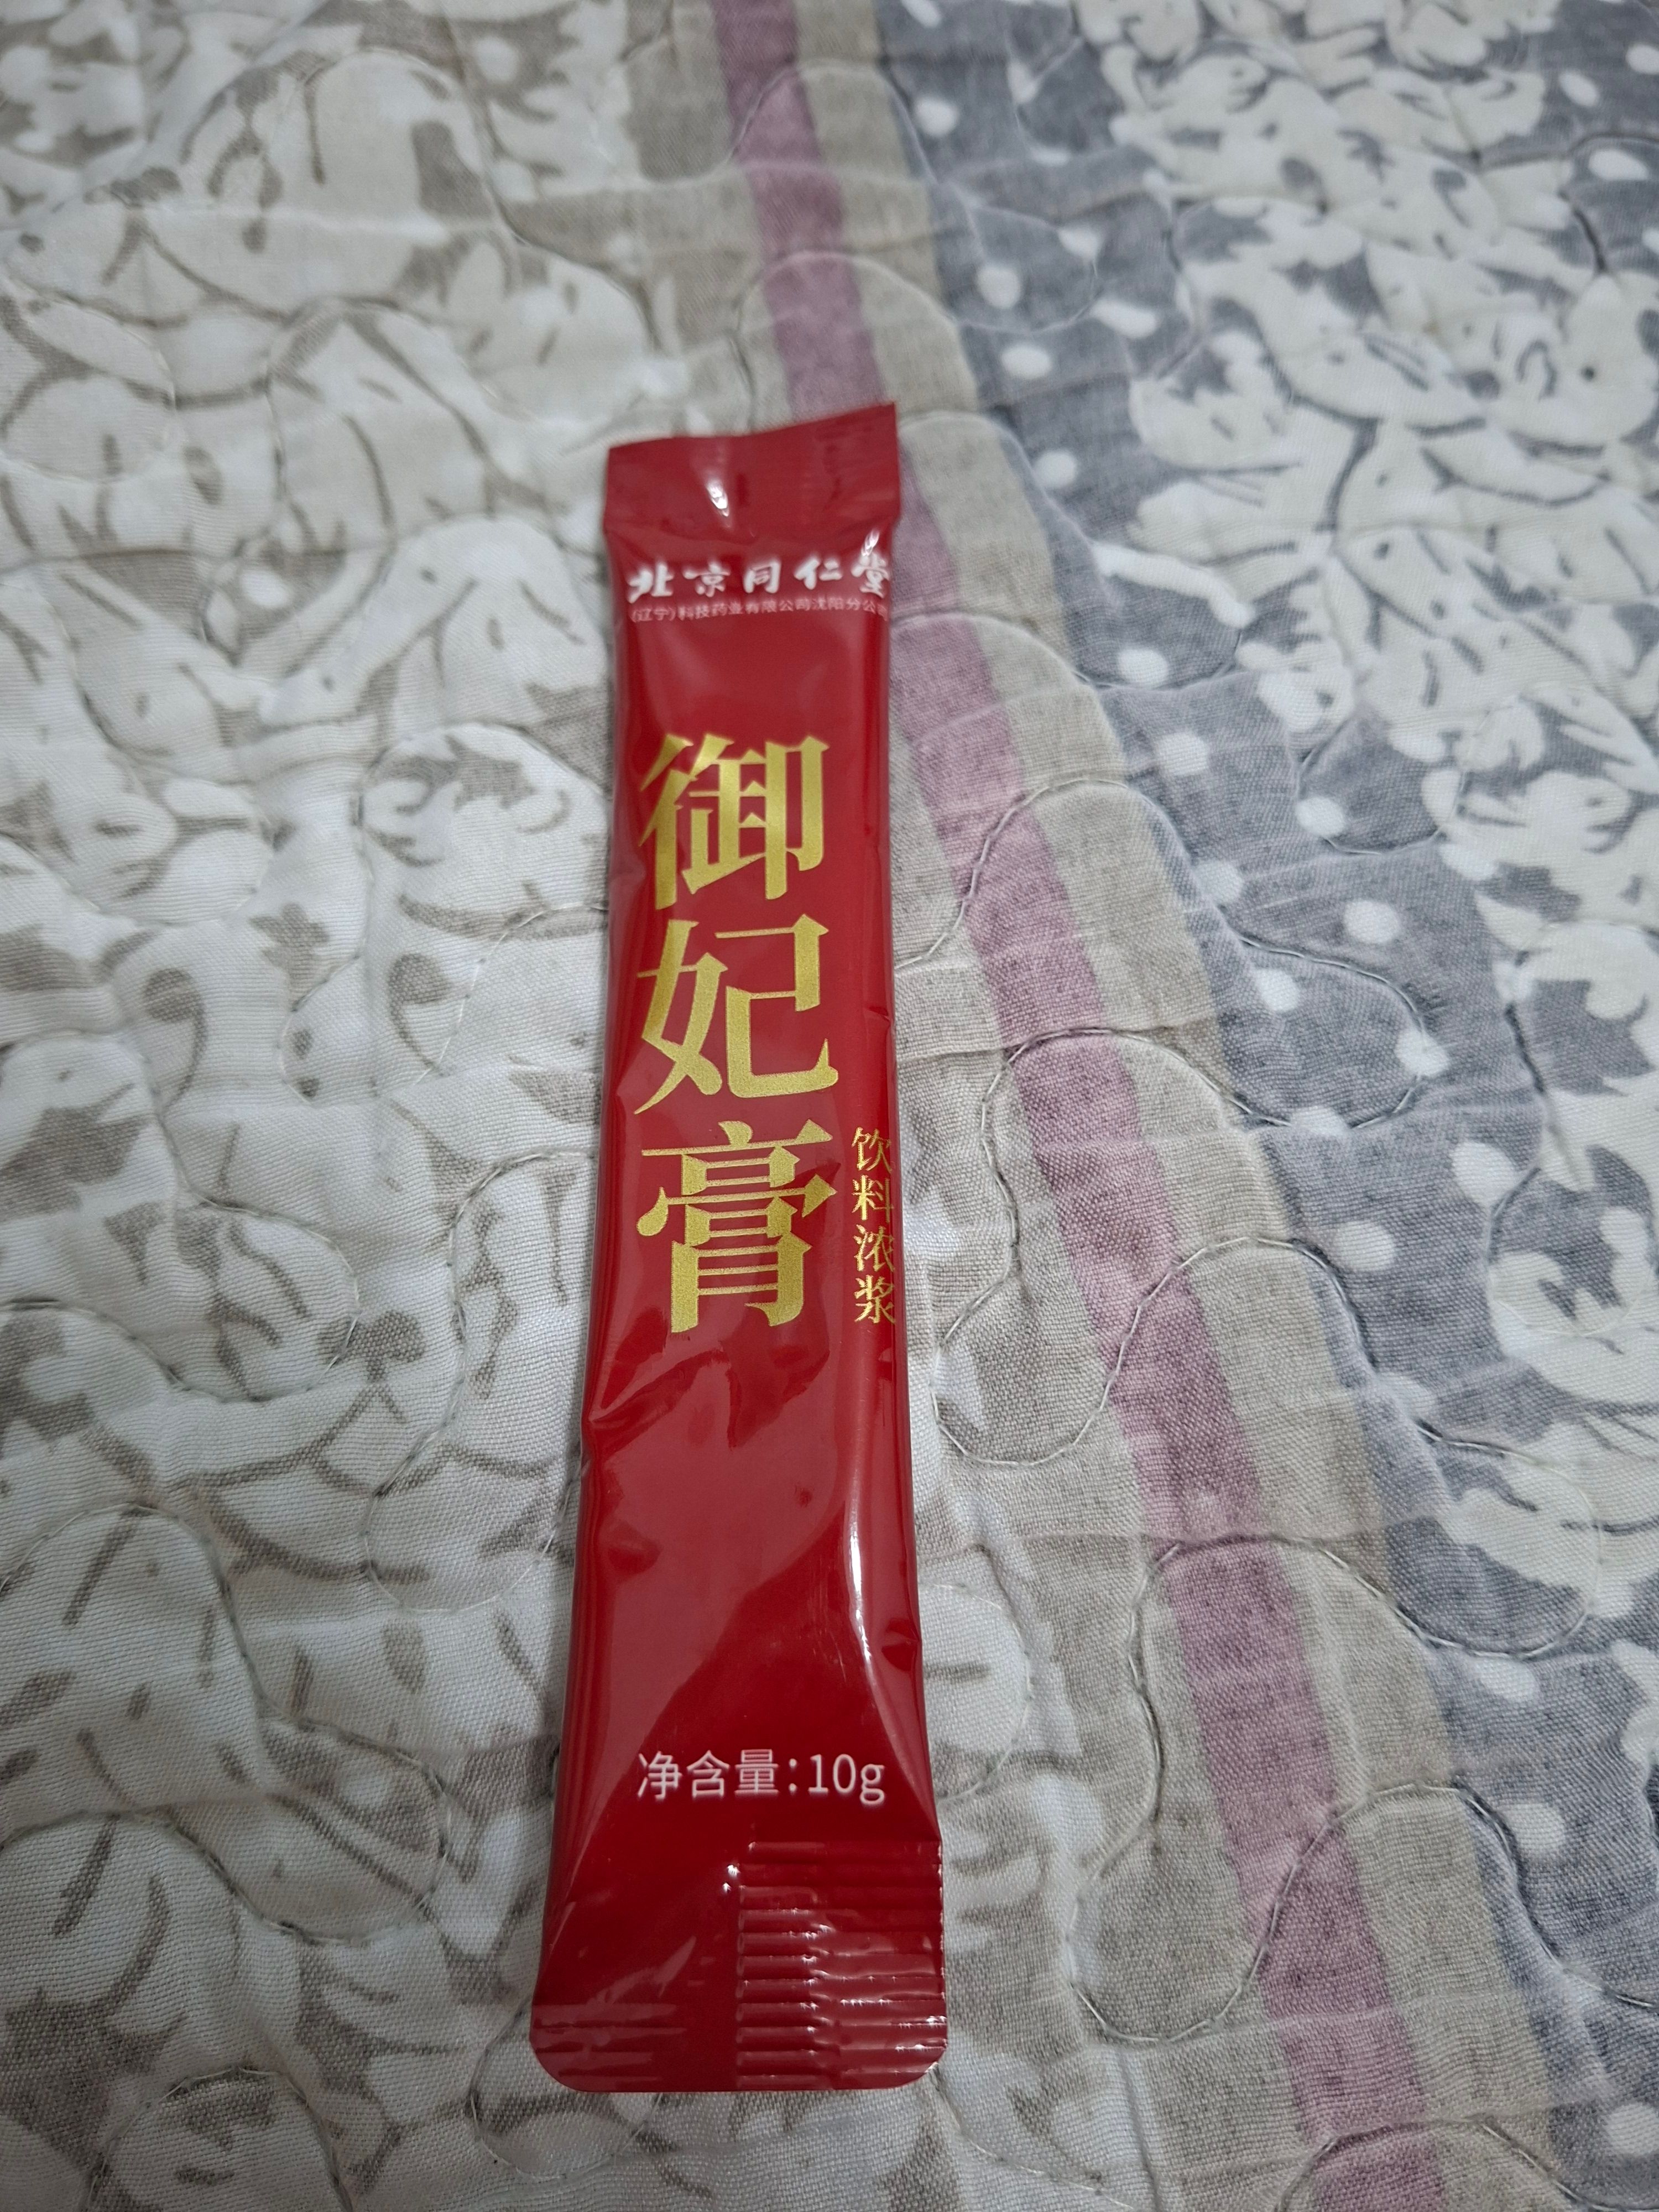 北京同仁堂
(辽宁)科技药业有限公司沈阳分公司
御妃膏
饮料浓浆
净含量:10g